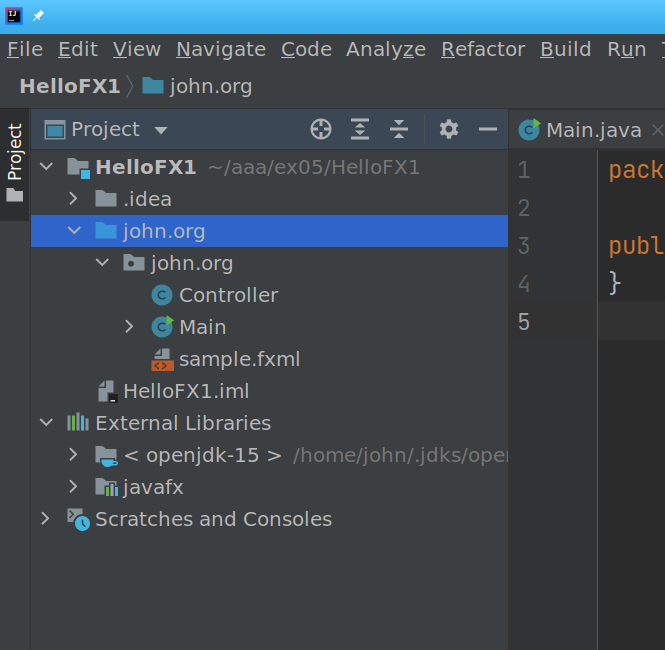 File Edit View Navigate Code Analyze Refactor Build Run
HelloFX1 john.org
Project
Project
Main.java
HelloFX1 ~/aaa/ex05/HelloFX1
.idea
john.org
john.org
Controller
Main
sample.fxml
HelloFX1.iml
External Libraries
< openjdk-15 > /home/john/.jdks/oper
javafx
Scratches and Consoles
1 pack
2
3 publ
4 }
5